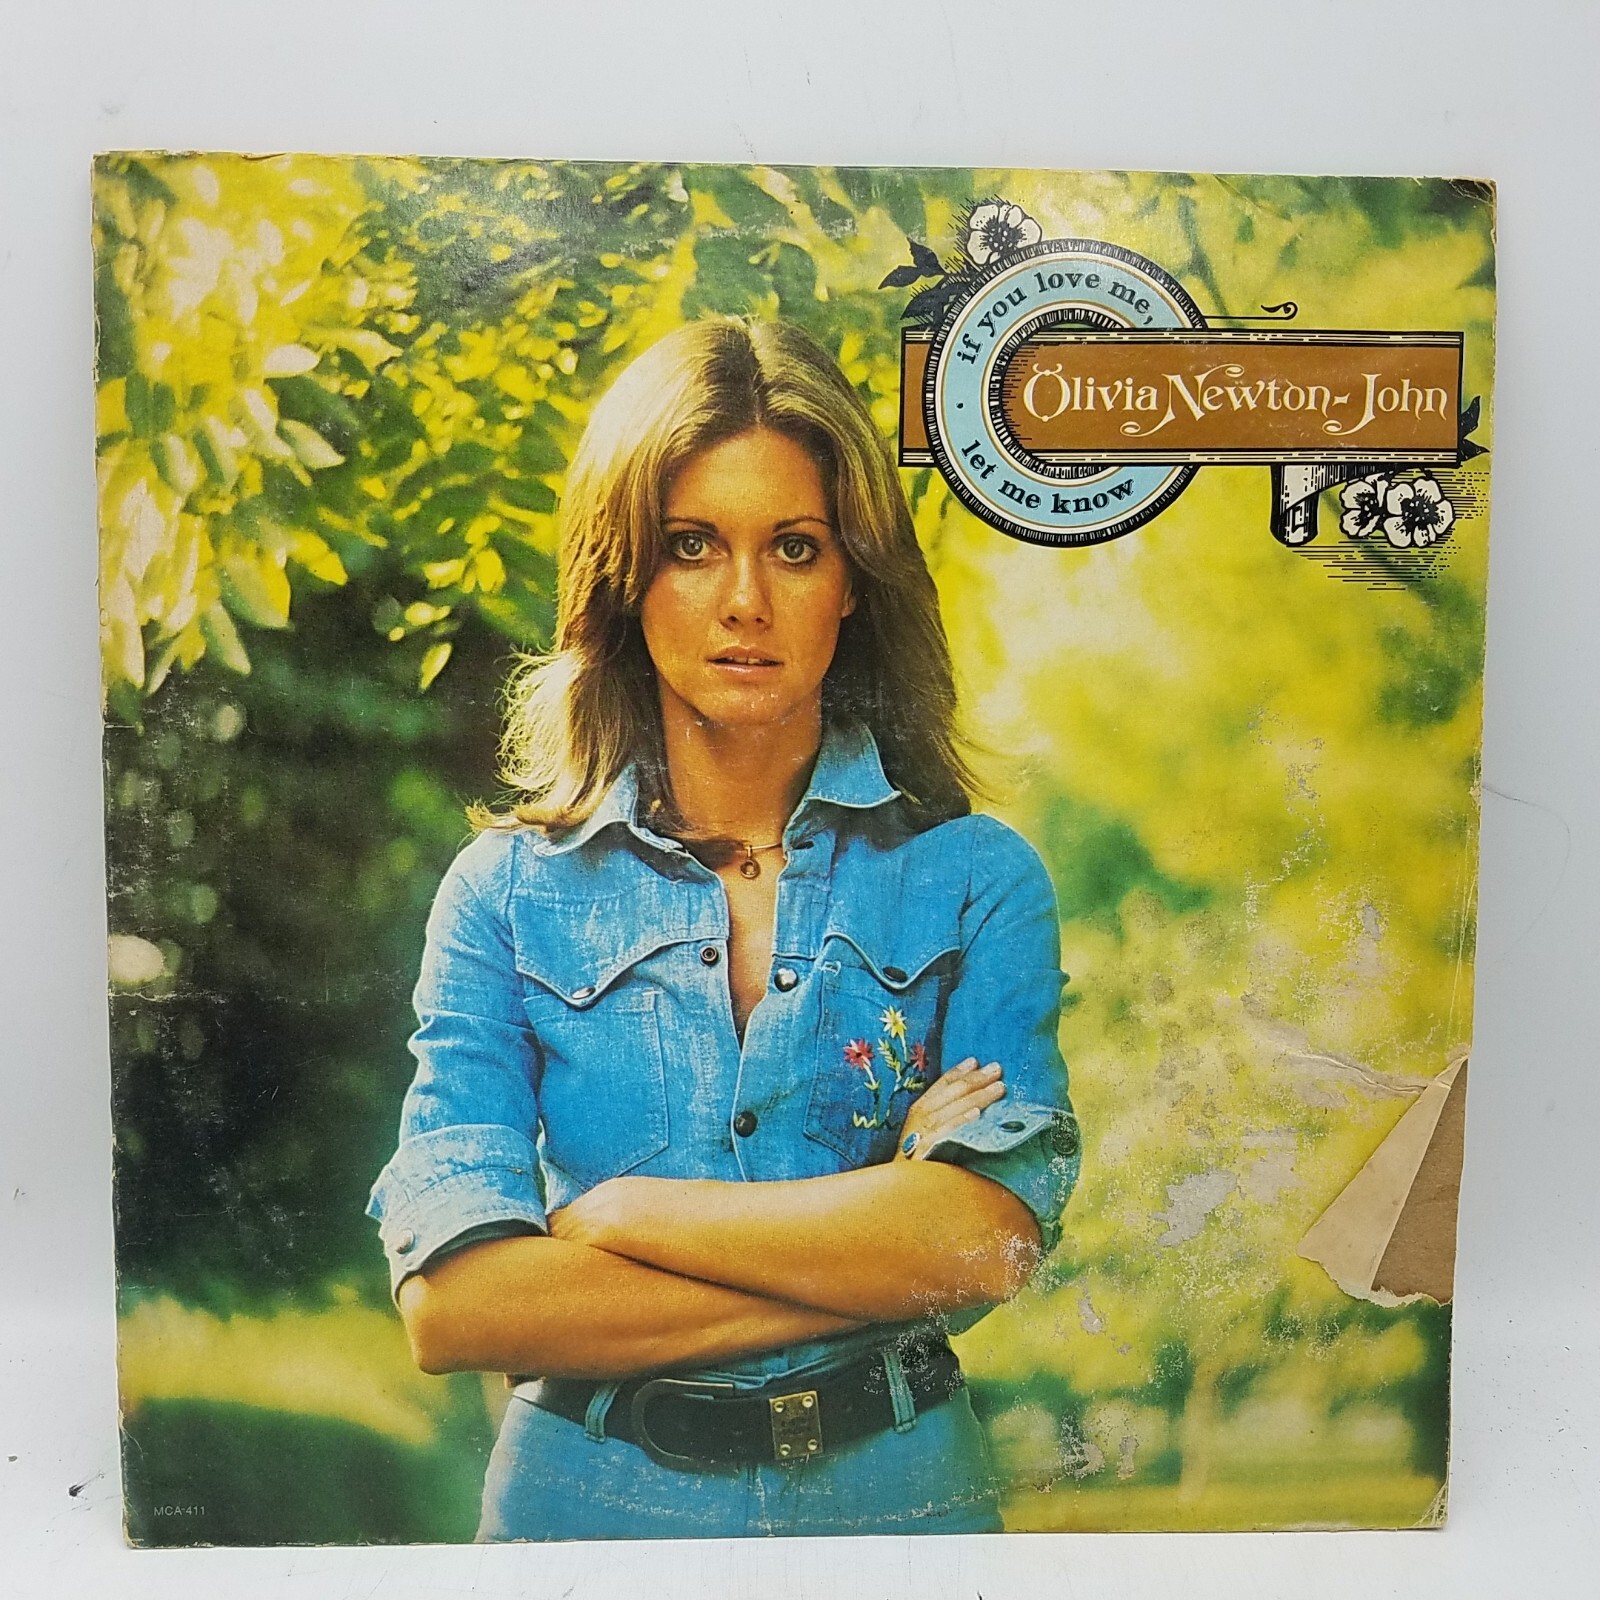 if you love me,
let me know
Olivia Newton-John
MCA-411